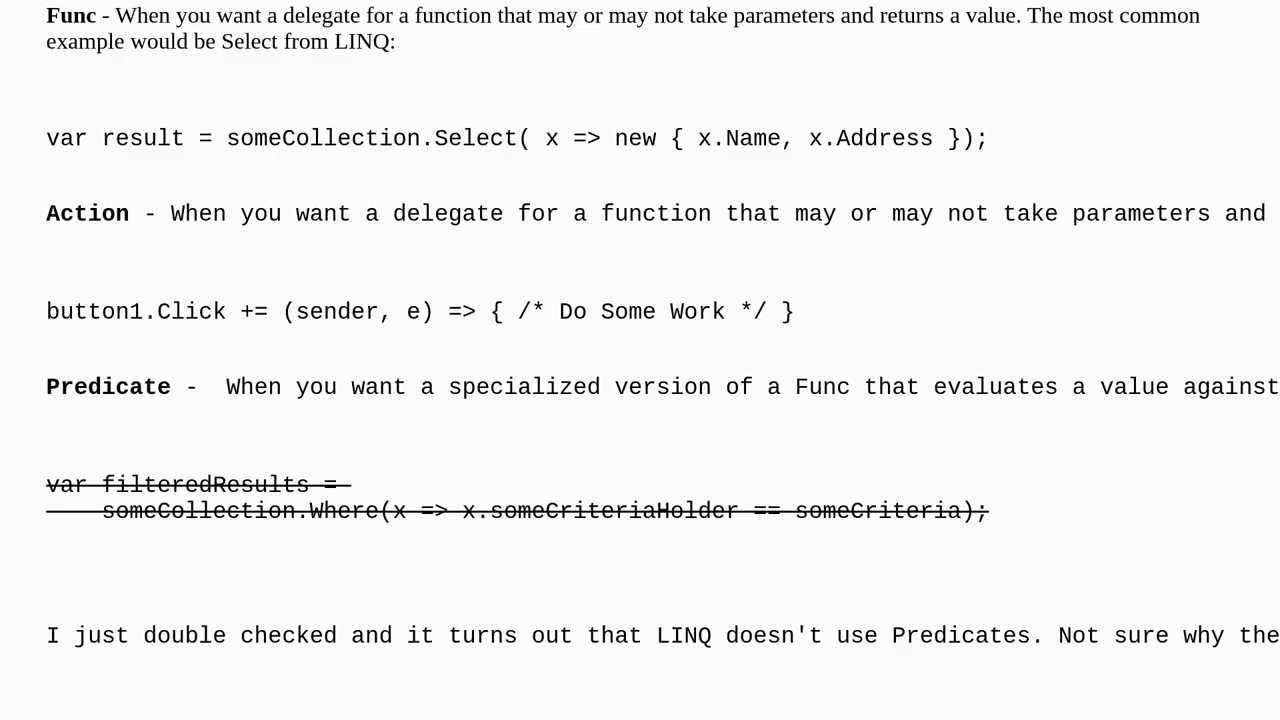 Func - When you want a delegate for a function that may or may not take parameters and returns a value. The most common
example would be Select from LINQ:
var result = someCollection.Select( x => new { x.Name, x.Address });
Action - When you want a delegate for a function that may or may not take parameters and
button1.Click += (sender, e) => { /* Do Some Work */ }
Predicate -  When you want a specialized version of a Func that evaluates a value against
var filteredResults =
    someCollection.Where(x => x.someCriteriaHolder == someCriteria);
I just double checked and it turns out that LINQ doesn't use Predicates. Not sure why the